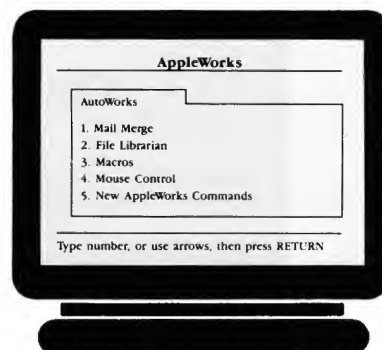 AppleWorks
AutoWorks
1. Mail Merge
2. File Librarian
3. Macros
4. Mouse Control
5. New AppleWorks Commands
Type number, or use arrows, then press RETURN